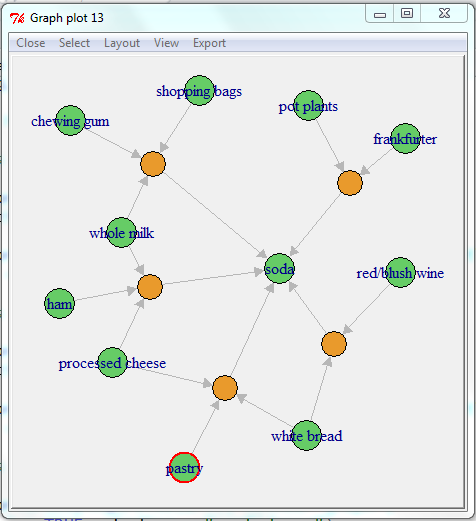 Graph plot 13
Close Select Layout View Export
shopping bags
pot plants
chewing gum
frankfurter
whole milk
soda
red/blush wine
ham
processed cheese
white bread
pastry